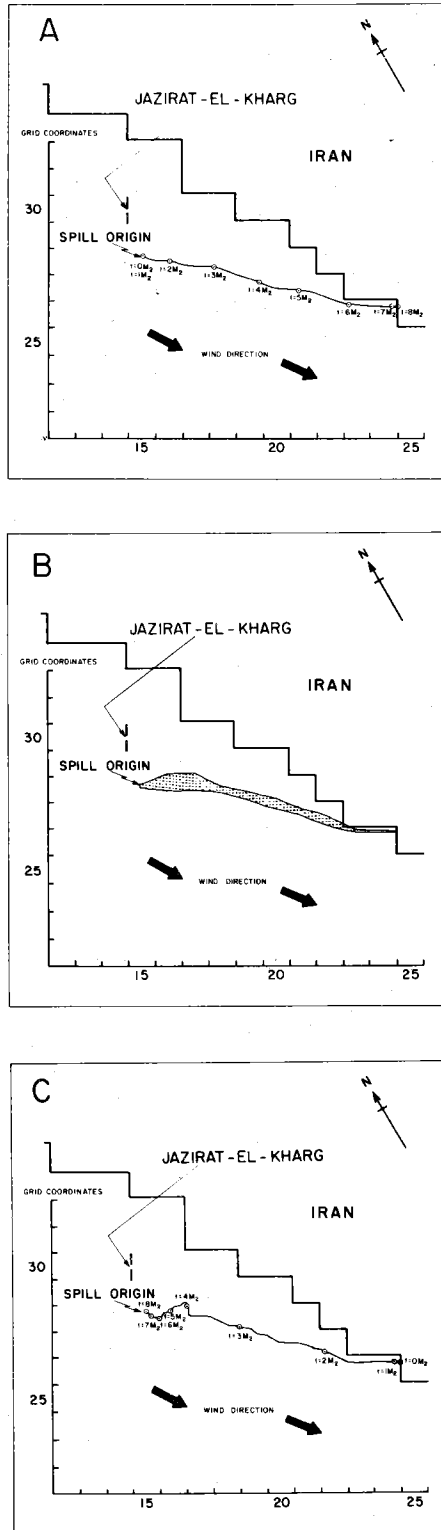 A
N
JAZIRAT-EL-KHARG
GRID COORDINATES
IRAN
30
SPILL ORIGIN
t=0M₂
t=1M₂
t=2M₂
t=3M₂
t=4M₂
t=5M₂
t=6M₂
t=7M₂
t=8M₂
25
WIND DIRECTION
15
20
25
B
N
JAZIRAT-EL-KHARG
GRID COORDINATES
IRAN
30
SPILL ORIGIN
25
WIND DIRECTION
15
20
25
C
N
JAZIRAT-EL-KHARG
GRID COORDINATES
IRAN
30
SPILL ORIGIN
t=4M₂
t=8M₂
t=5M₂
t=7M₂
t=6M₂
t=3M₂
t=2M₂
t=1M₂
t=0M₂
25
WIND DIRECTION
15
20
25